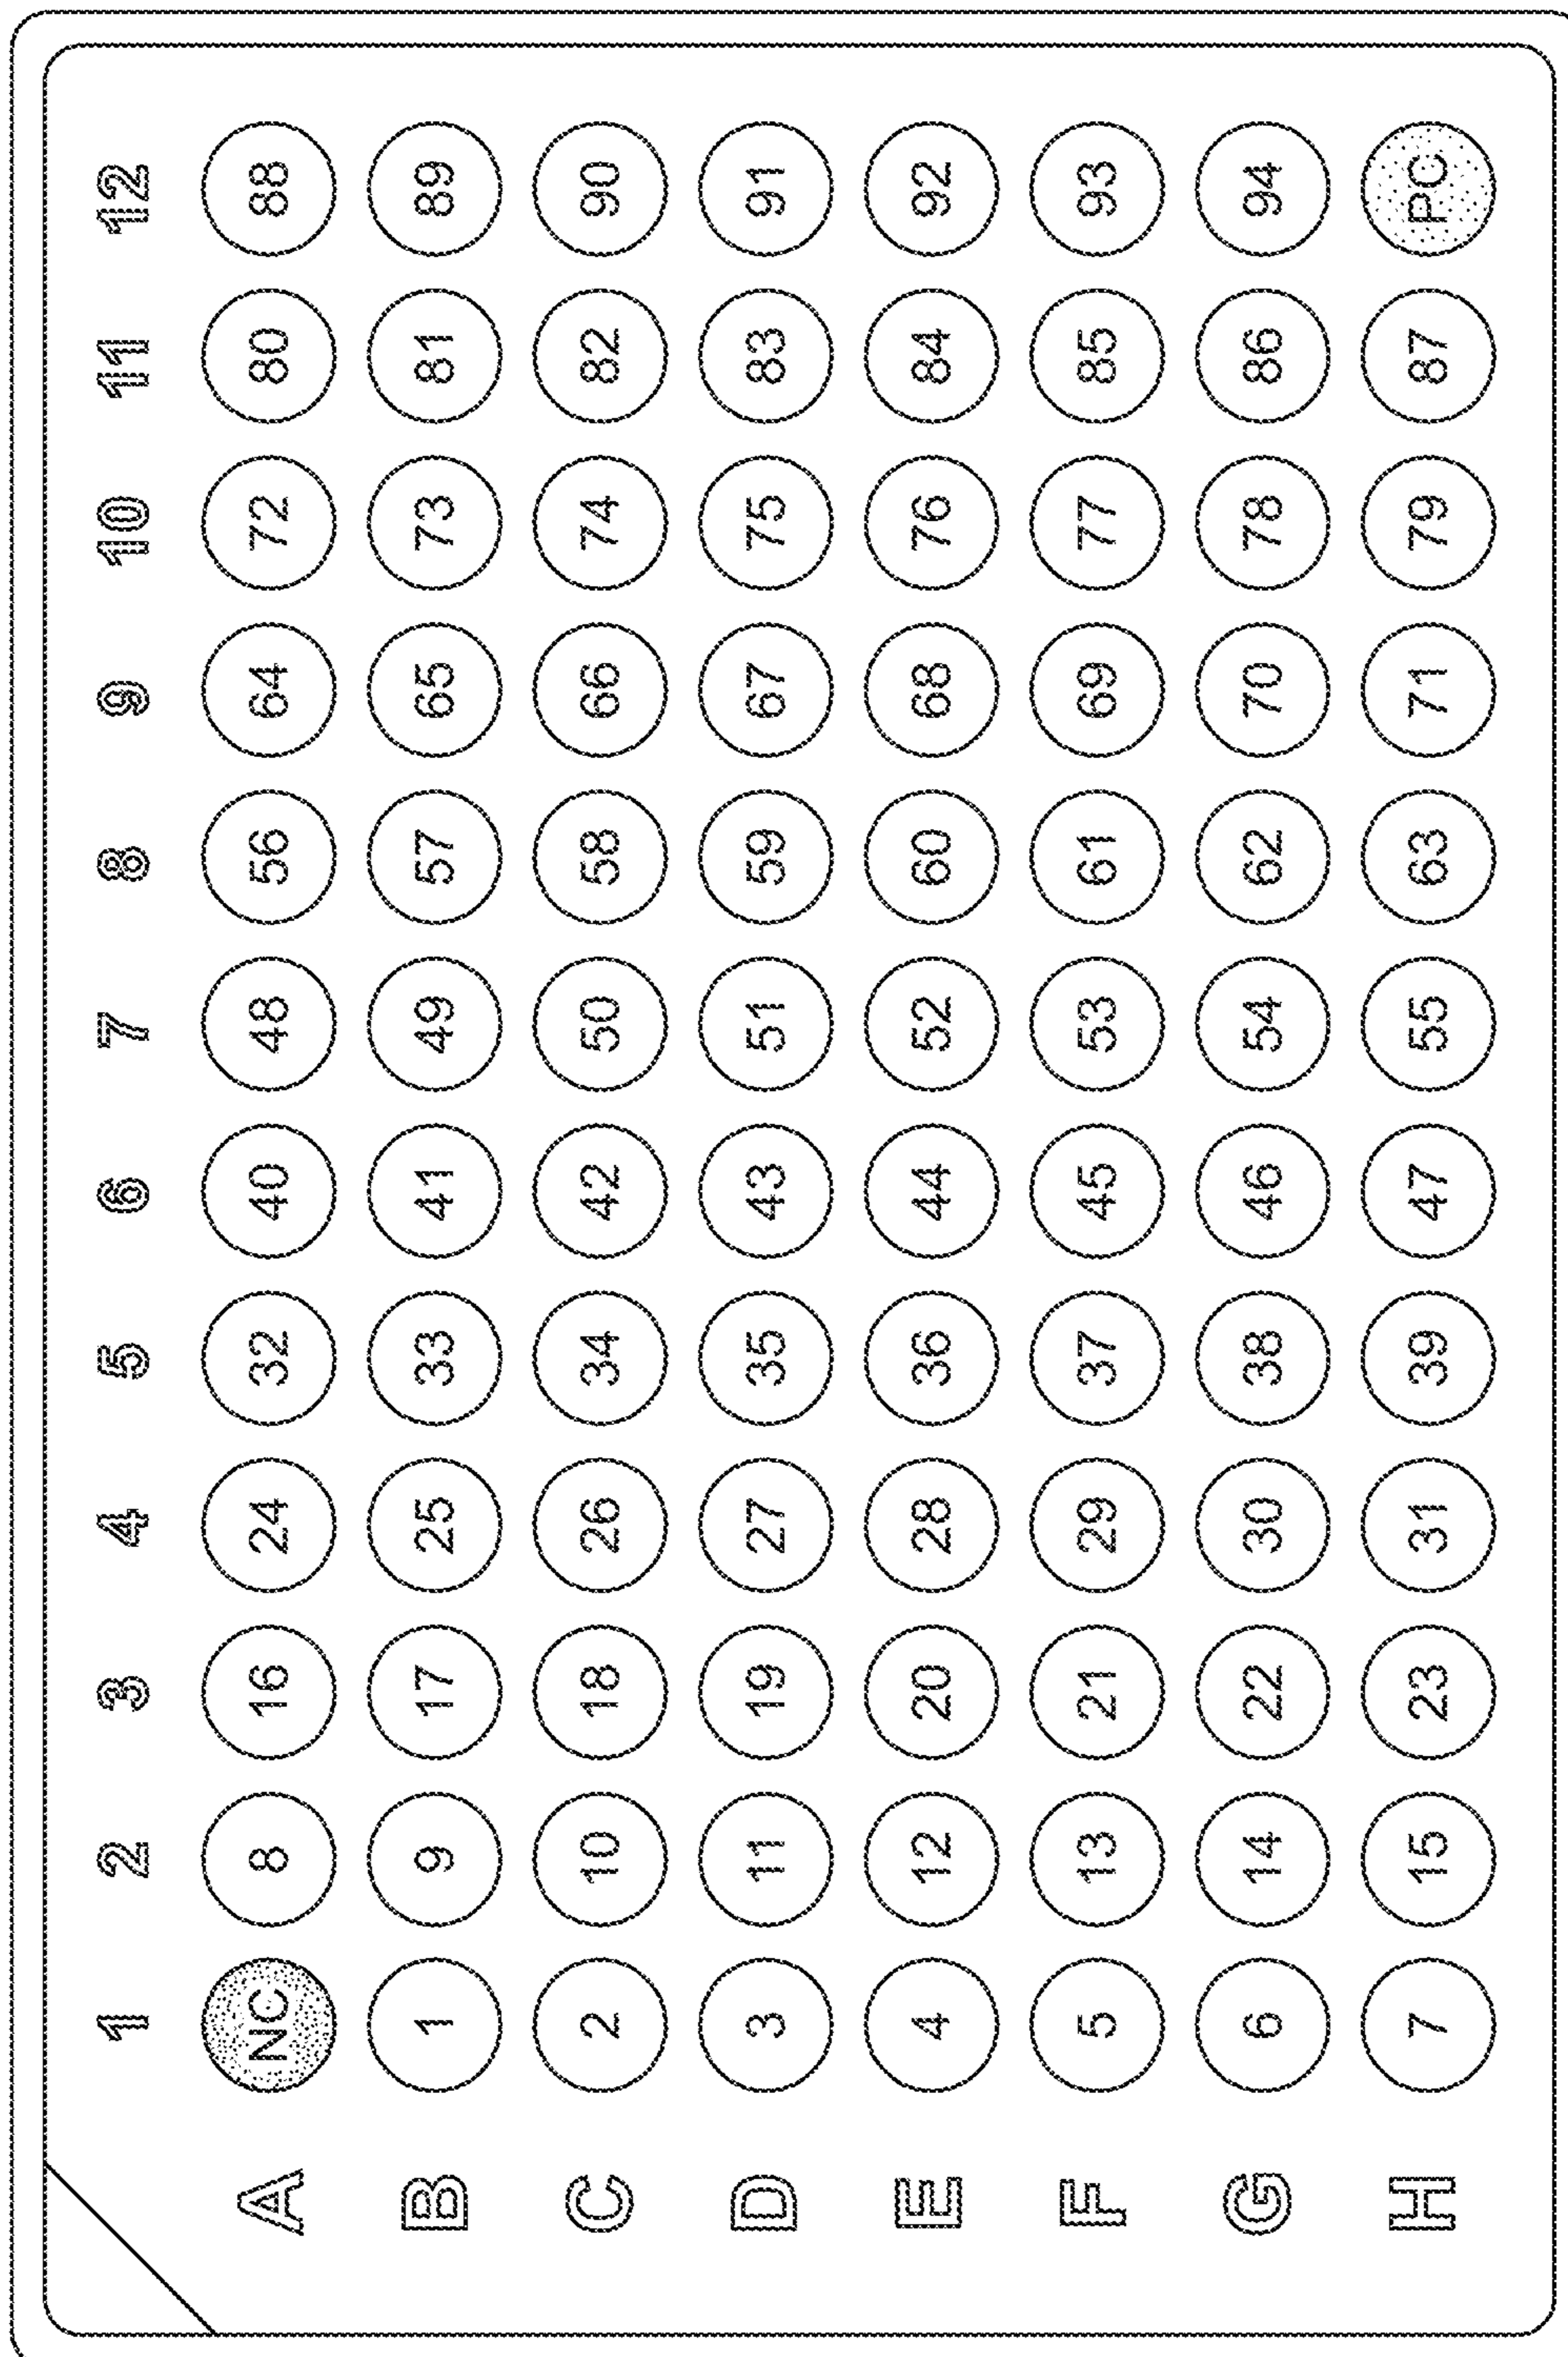 1 2 3 4 5 6 7 8 9 10 11 12
A NC 8 16 24 32 40 48 56 64 72 80 88
B 1 9 17 25 33 41 49 57 65 73 81 89
C 2 10 18 26 34 42 50 58 66 74 82 90
D 3 11 19 27 35 43 51 59 67 75 83 91
E 4 12 20 28 36 44 52 60 68 76 84 92
F 5 13 21 29 37 45 53 61 69 77 85 93
G 6 14 22 30 38 46 54 62 70 78 86 94
H 7 15 23 31 39 47 55 63 71 79 87 PC